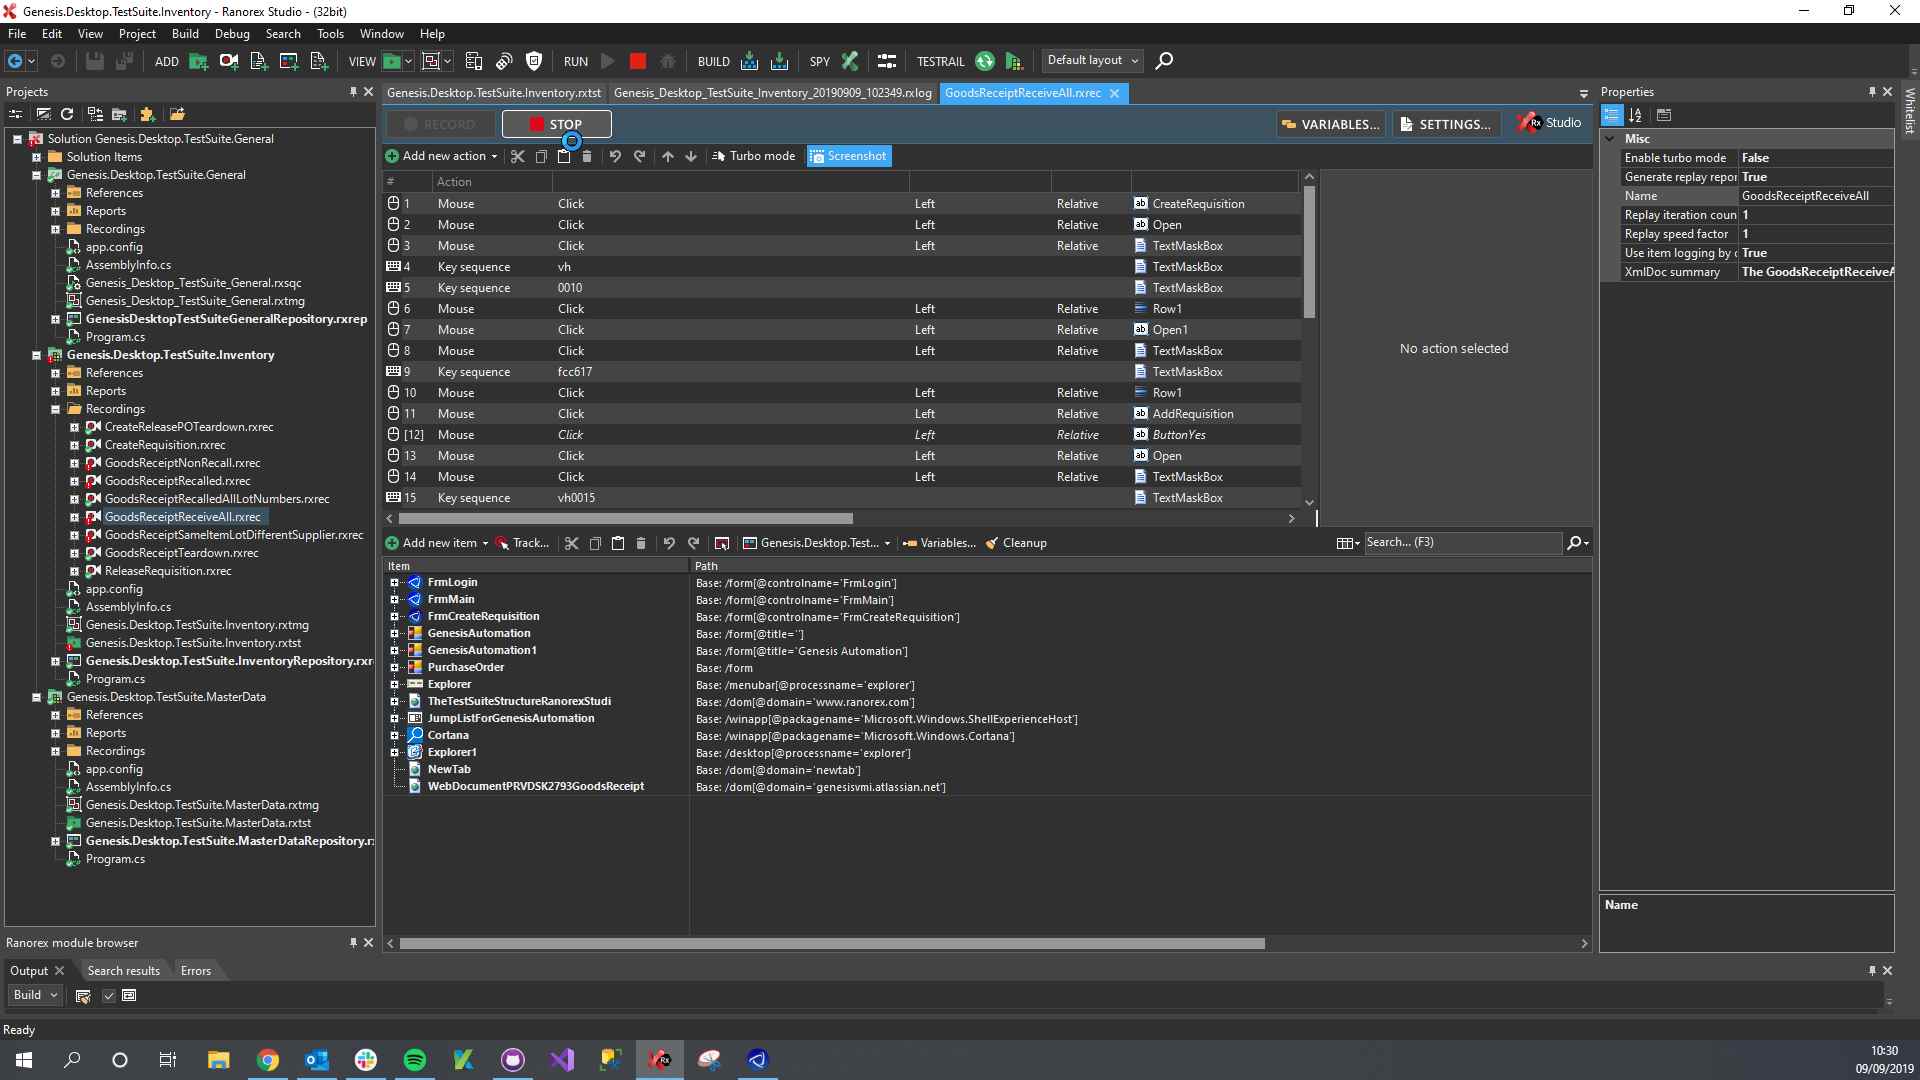 Genesis.Desktop.TestSuite.Inventory - Ranorex Studio - (32bit)
File Edit View Project Build Debug Search Tools Window Help
ADD VIEW RUN BUILD SPY TESTRAIL Default layout
Projects
Solution Genesis.Desktop.TestSuite.General
Solution Items
Genesis.Desktop.TestSuite.General
References
Reports
Recordings
app.config
AssemblyInfo.cs
Genesis_Desktop_TestSuite_General.rxsqc
Genesis_Desktop_TestSuite_General.rxtmg
GenesisDesktopTestSuiteGeneralRepository.rxrep
Program.cs
Genesis.Desktop.TestSuite.Inventory
References
Reports
Recordings
CreateReleasePOTeardown.rxrec
CreateRequisition.rxrec
GoodsReceiptNonRecall.rxrec
GoodsReceiptRecalled.rxrec
GoodsReceiptRecalledAllLotNumbers.rxrec
GoodsReceiptReceiveAll.rxrec
GoodsReceiptSameItemLotDifferentSupplier.rxrec
GoodsReceiptTeardown.rxrec
ReleaseRequisition.rxrec
app.config
AssemblyInfo.cs
Genesis.Desktop.TestSuite.Inventory.rxtmg
Genesis.Desktop.TestSuite.Inventory.rxtst
Genesis.Desktop.TestSuite.InventoryRepository.rxr
Program.cs
Genesis.Desktop.TestSuite.MasterData
References
Reports
Recordings
app.config
AssemblyInfo.cs
Genesis.Desktop.TestSuite.MasterData.rxtmg
Genesis.Desktop.TestSuite.MasterData.rxtst
Genesis.Desktop.TestSuite.MasterDataRepository.r
Program.cs
Ranorex module browser
Genesis.Desktop.TestSuite.Inventory.rxtst Genesis_Desktop_TestSuite_Inventory_20190909_102349.rxlog GoodsReceiptReceiveAll.rxrec
RECORD STOP VARIABLES... SETTINGS... Rx Studio
Add new action Turbo mode Screenshot
# Action
1 Mouse Click Left Relative CreateRequisition
2 Mouse Click Left Relative Open
3 Mouse Click Left Relative TextMaskBox
4 Key sequence vh TextMaskBox
5 Key sequence 0010 TextMaskBox
6 Mouse Click Left Relative Row1
7 Mouse Click Left Relative Open1
8 Mouse Click Left Relative TextMaskBox
9 Key sequence fcc617 TextMaskBox
10 Mouse Click Left Relative Row1
11 Mouse Click Left Relative AddRequisition
[12] Mouse Click Left Relative ButtonYes
13 Mouse Click Left Relative Open
14 Mouse Click Left Relative TextMaskBox
15 Key sequence vh0015 TextMaskBox
No action selected
Add new item Track... Genesis.Desktop.Test... Variables... Cleanup Search... (F3)
Item Path
FrmLogin Base: /form[@controlname='FrmLogin']
FrmMain Base: /form[@controlname='FrmMain']
FrmCreateRequisition Base: /form[@controlname='FrmCreateRequisition']
GenesisAutomation Base: /form[@title='']
GenesisAutomation1 Base: /form[@title='Genesis Automation']
PurchaseOrder Base: /form
Explorer Base: /menubar[@processname='explorer']
TheTestSuiteStructureRanorexStudi Base: /dom[@domain='www.ranorex.com']
JumpListForGenesisAutomation Base: /winapp[@packagename='Microsoft.Windows.ShellExperienceHost']
Cortana Base: /winapp[@packagename='Microsoft.Windows.Cortana']
Explorer1 Base: /desktop[@processname='explorer']
NewTab Base: /dom[@domain='newtab']
WebDocumentPRVDSK2793GoodsReceipt Base: /dom[@domain='genesisvmi.atlassian.net']
Properties
Misc
Enable turbo mode False
Generate replay repor True
Name GoodsReceiptReceiveAll
Replay iteration coun 1
Replay speed factor 1
Use item logging by c True
XmlDoc summary The GoodsReceiptReceiveA
Name
Whitelist
Output Search results Errors
Build
Ready
10:30
09/09/2019